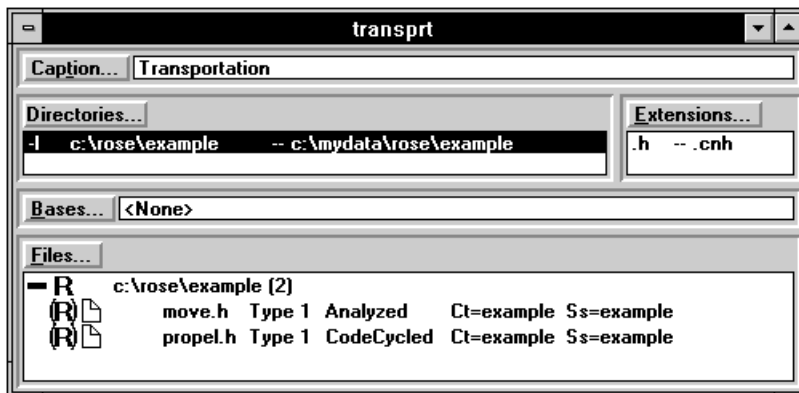 transprt
Caption... Transportation
Directories... Extensions...
-I c:\rose\example -- c:\mydata\rose\example .h -- .cnh
Bases... <None>
Files...
R c:\rose\example (2)
(R) move.h Type 1 Analyzed Ct=example Ss=example
(R) propel.h Type 1 CodeCycled Ct=example Ss=example